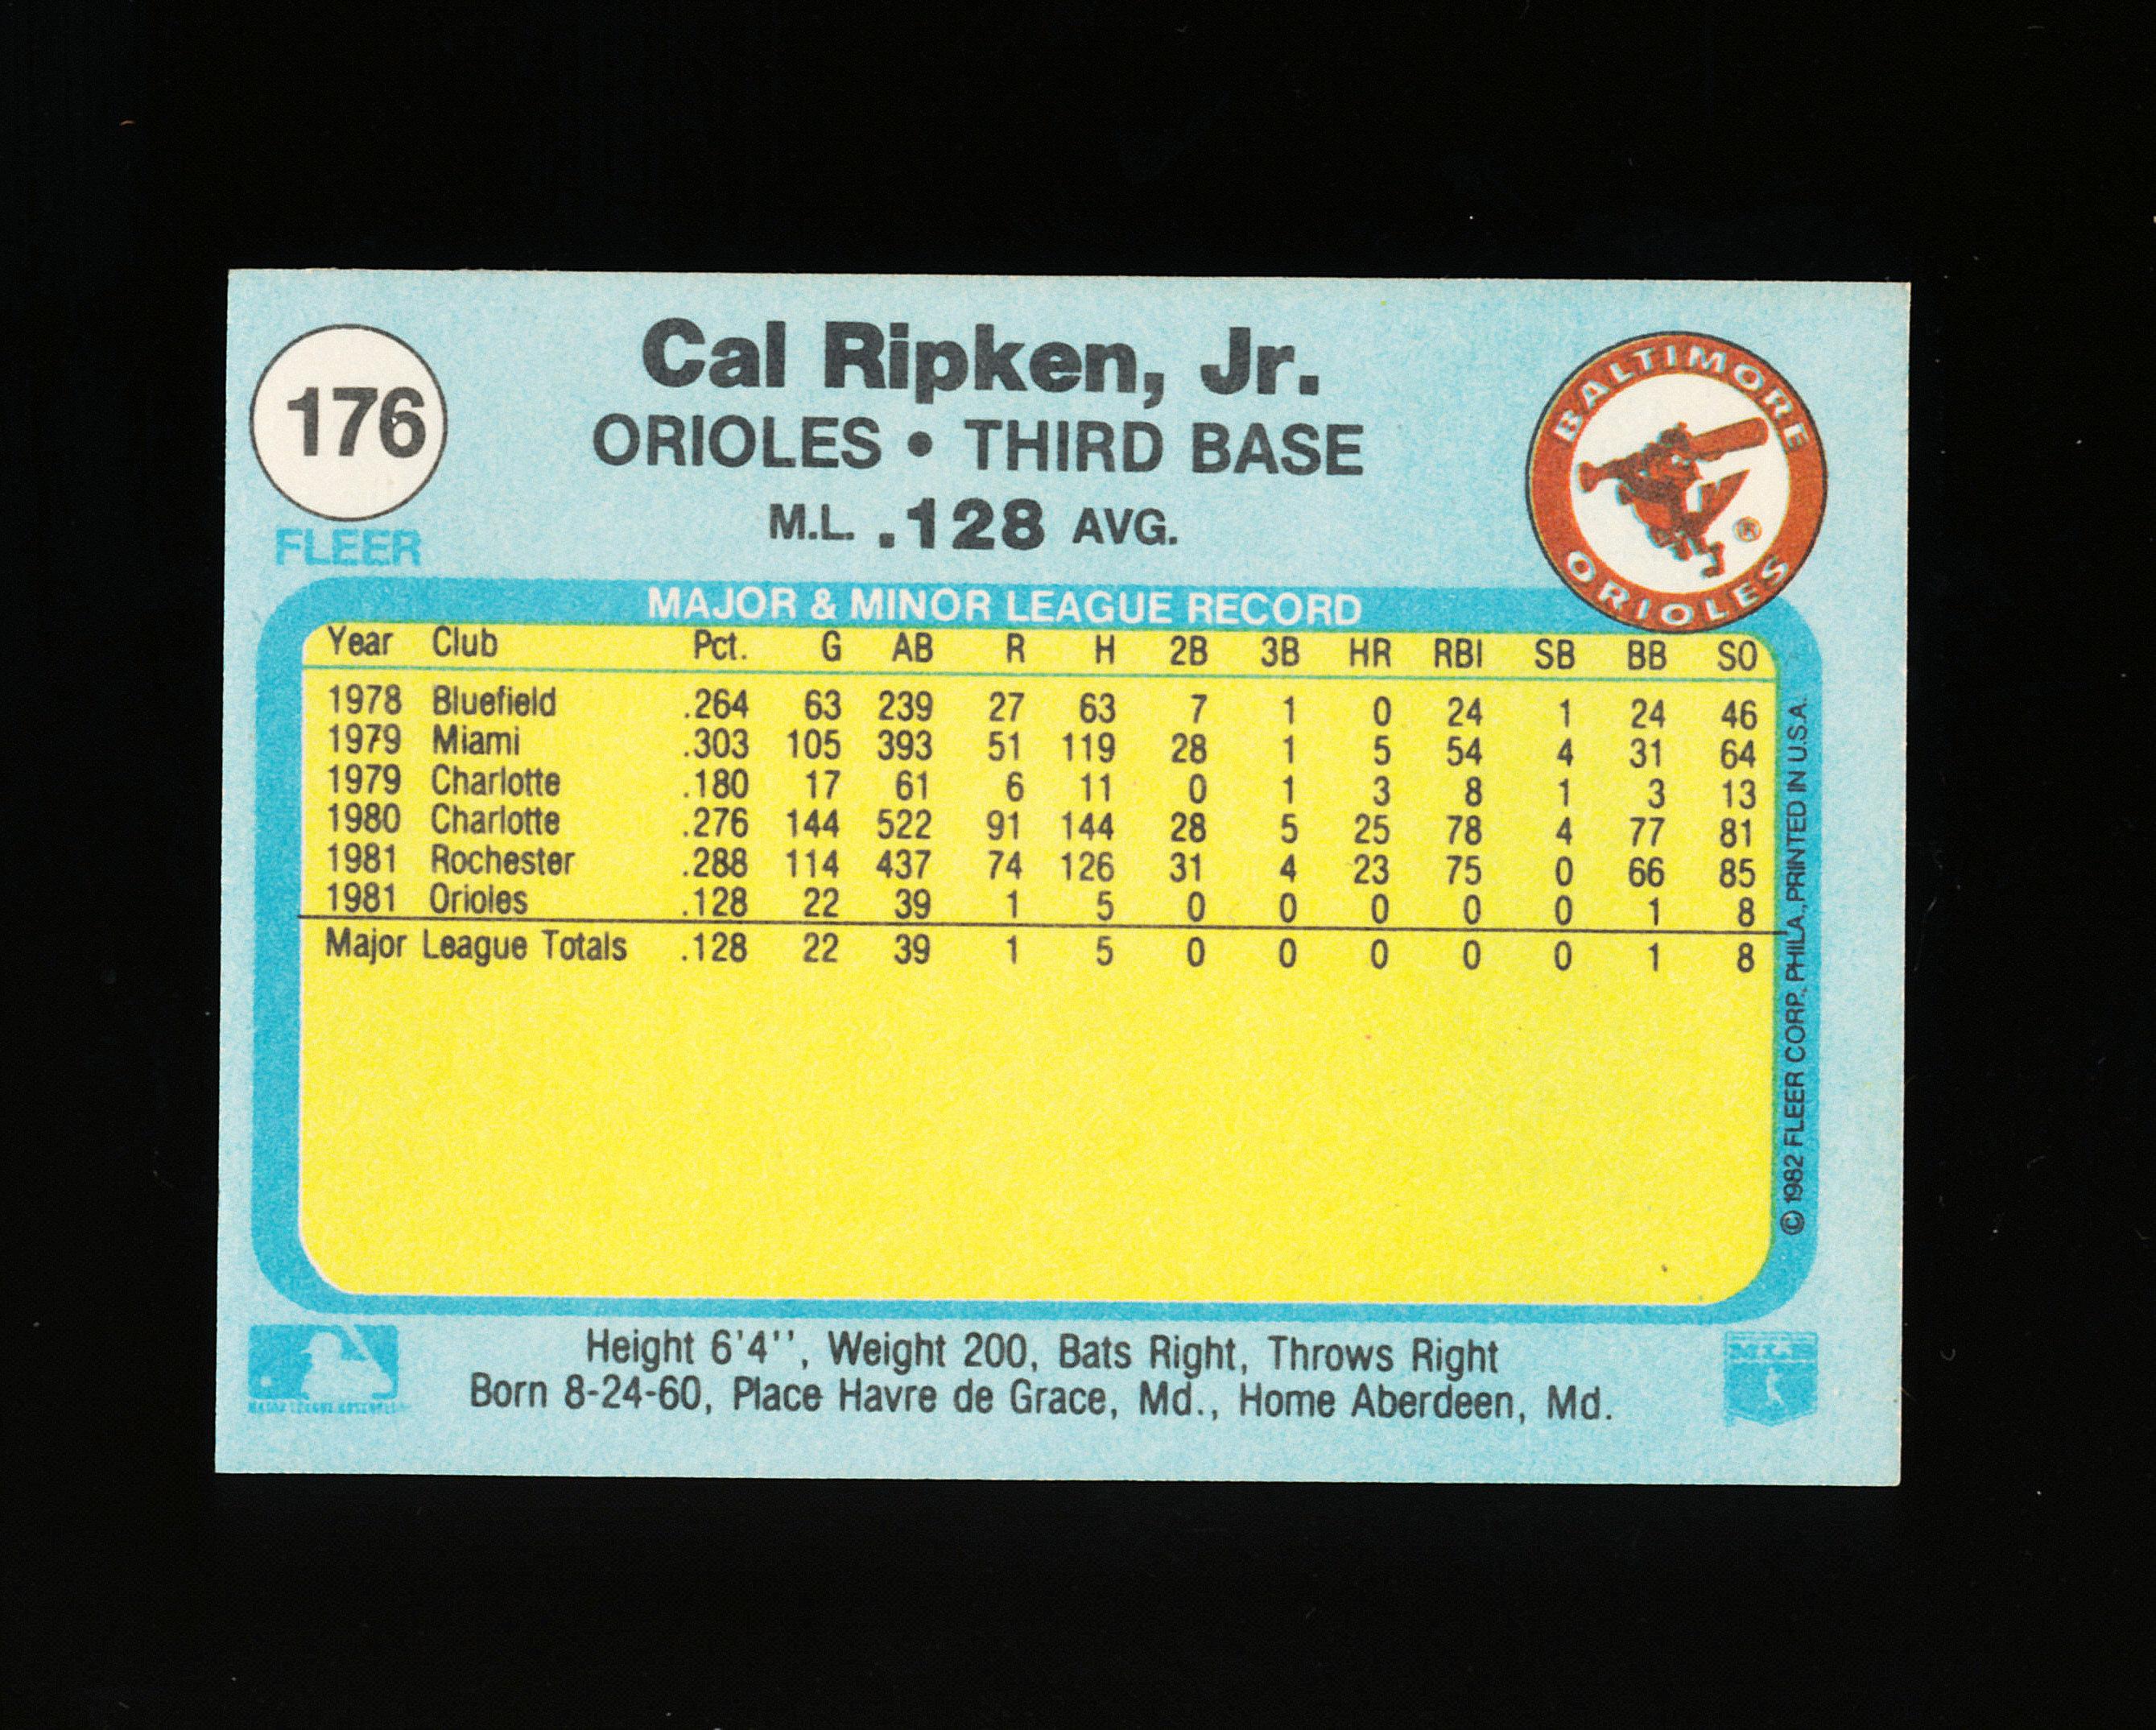 176
FLEER
Cal Ripken, Jr.
ORIOLES • THIRD BASE
M.L. .128 AVG.
BALTIMORE
ORIOLES
®
MAJOR & MINOR LEAGUE RECORD
Year Club Pct. G AB R H 2B 3B HR RBI SB BB SO
1978 Bluefield .264 63 239 27 63 7 1 0 24 1 24 46
1979 Miami .303 105 393 51 119 28 1 5 54 4 31 64
1979 Charlotte .180 17 61 6 11 0 1 3 8 1 3 13
1980 Charlotte .276 144 522 91 144 28 5 25 78 4 77 81
1981 Rochester .288 114 437 74 126 31 4 23 75 0 66 85
1981 Orioles .128 22 39 1 5 0 0 0 0 0 1 8
Major League Totals .128 22 39 1 5 0 0 0 0 0 1 8
© 1982 FLEER CORP., PHILA., PRINTED IN U.S.A.
Height 6'4'', Weight 200, Bats Right, Throws Right
Born 8-24-60, Place Havre de Grace, Md., Home Aberdeen, Md.
MAJOR LEAGUE BASEBALL